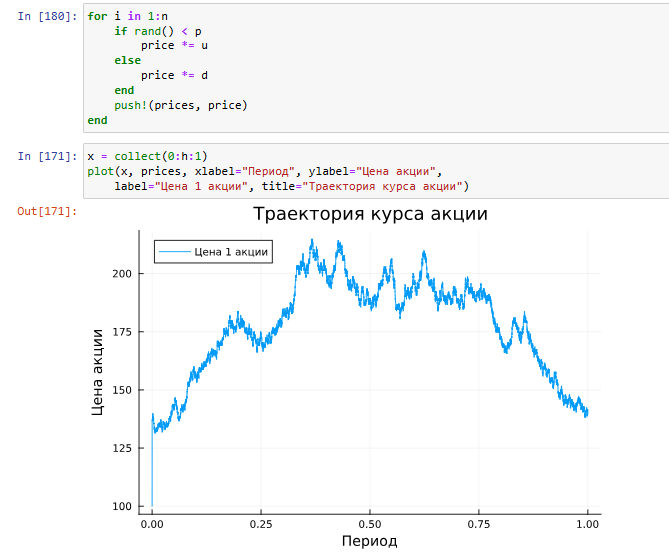 In [180]: for i in 1:n
if rand() < p
price *= u
else
price *= d
end
push!(prices, price)
end
In [171]: x = collect(0:h:1)
plot(x, prices, xlabel="Период", ylabel="Цена акции",
label="Цена 1 акции", title="Траектория курса акции")
Out[171]:
Траектория курса акции
Цена 1 акции
200
175
150
125
100
Цена акции
0.00 0.25 0.50 0.75 1.00
Период